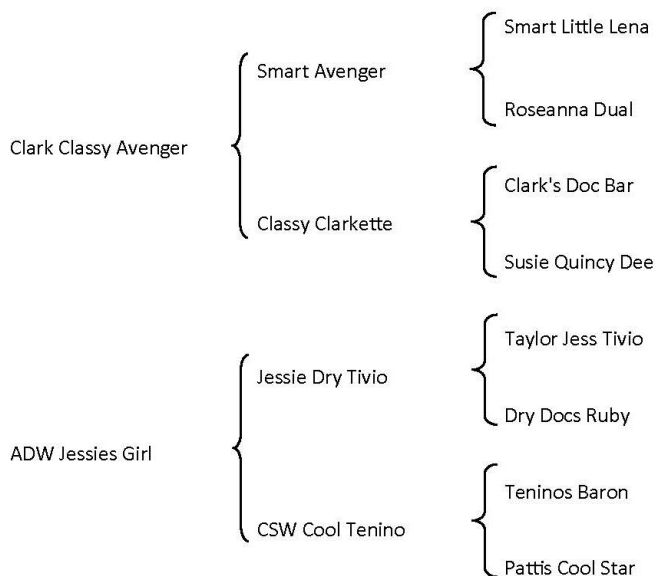 Smart Little Lena
Smart Avenger
Roseanna Dual
Clark Classy Avenger
Clark's Doc Bar
Classy Clarkette
Susie Quincy Dee
Taylor Jess Tivio
Jessie Dry Tivio
Dry Docs Ruby
ADW Jessies Girl
Teninos Baron
CSW Cool Tenino
Pattis Cool Star